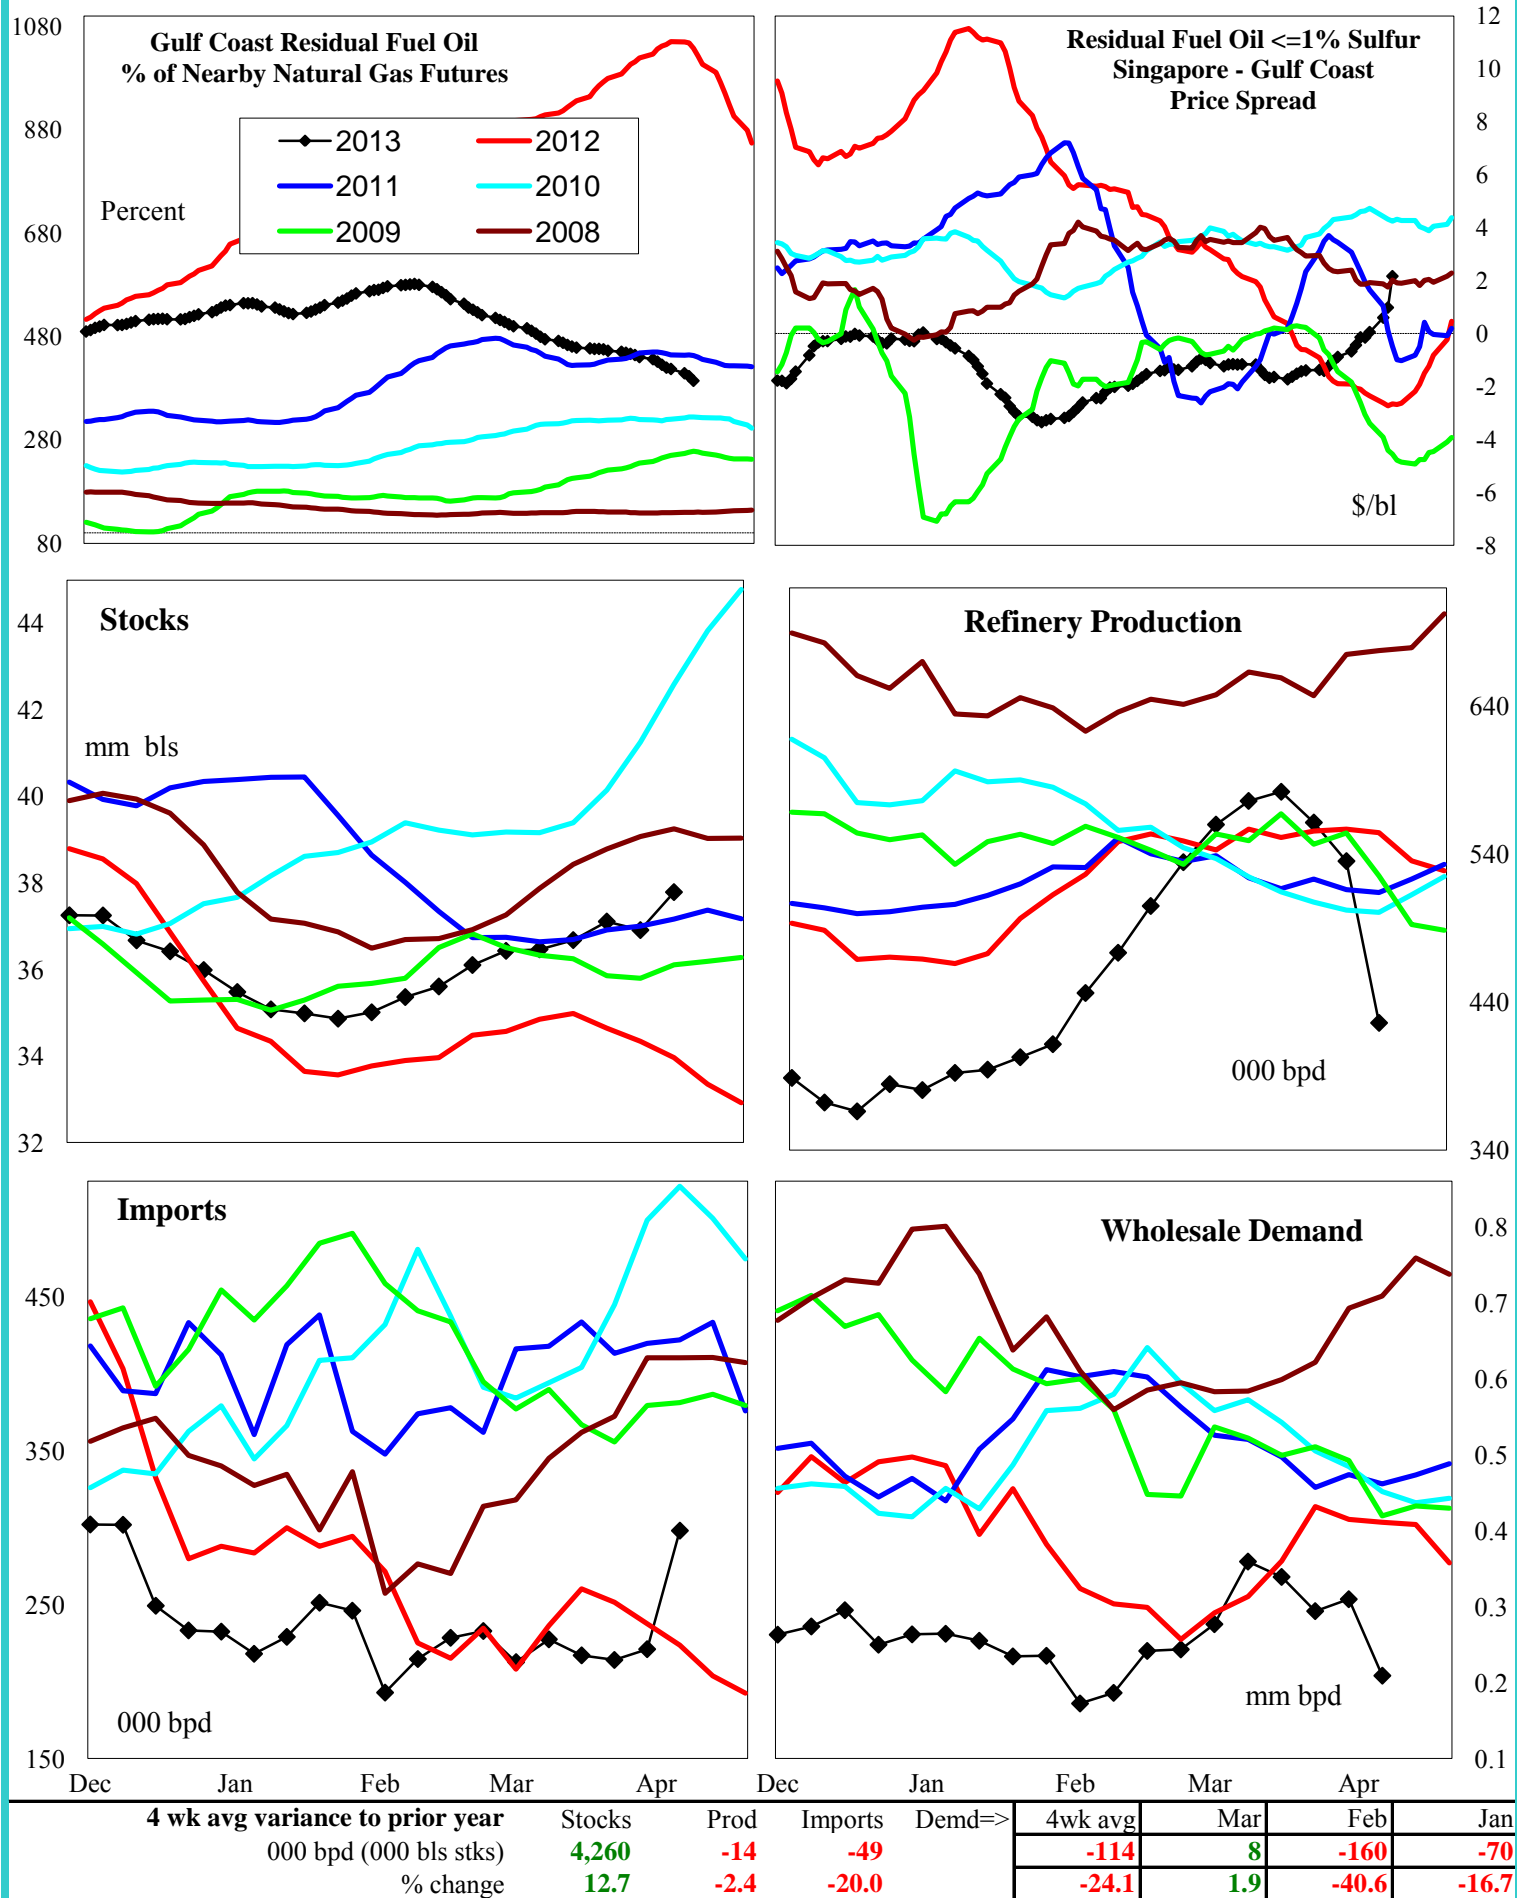 Gulf Coast Residual Fuel Oil
% of Nearby Natural Gas Futures
Percent
2013
2012
2011
2010
2009
2008
1080
880
680
480
280
80
Residual Fuel Oil <=1% Sulfur
Singapore - Gulf Coast
Price Spread
$/bl
12
10
8
6
4
2
0
-2
-4
-6
-8
Stocks
mm bls
44
42
40
38
36
34
32
Refinery Production
000 bpd
640
540
440
340
Imports
000 bpd
450
350
250
150
Dec Jan Feb Mar Apr
Wholesale Demand
mm bpd
0.8
0.7
0.6
0.5
0.4
0.3
0.2
0.1
Dec Jan Feb Mar Apr
4 wk avg variance to prior year Stocks Prod Imports Demd=> 4wk avg Mar Feb Jan
000 bpd (000 bls stks) 4,260 -14 -49 -114 8 -160 -70
% change 12.7 -2.4 -20.0 -24.1 1.9 -40.6 -16.7